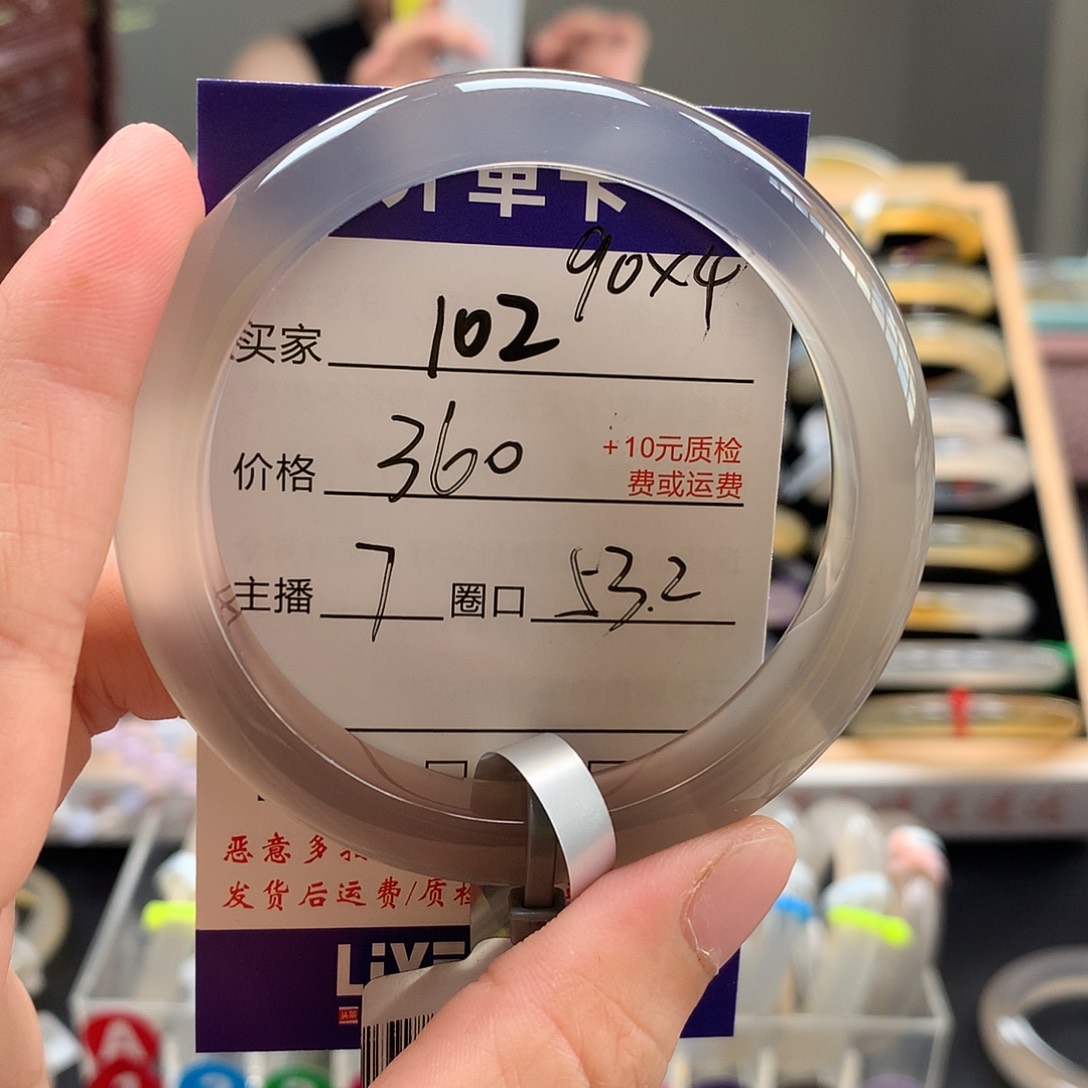 开单卡
90x4
买家 102
价格 360 +10元质检
费或运费
主播 7 圈口 53.2
恶意多
发货后运费/质检
LiVE
A